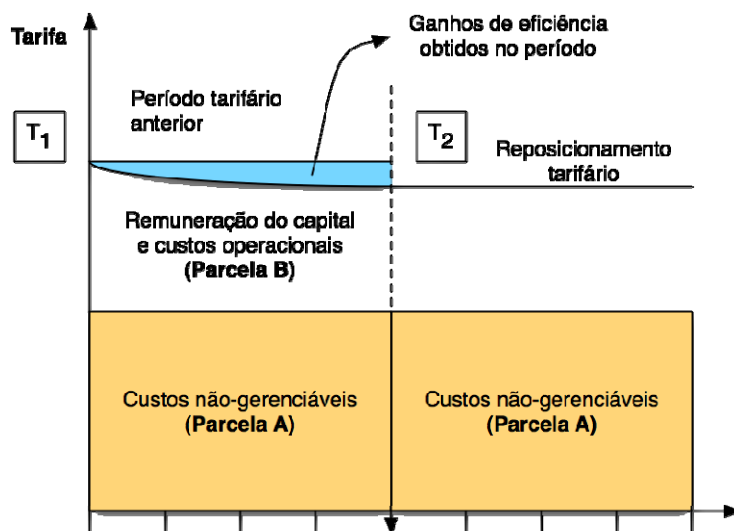 Tarifa
Ganhos de eficiência
obtidos no período
Período tarifário
anterior
T1
T2
Reposicionamento
tarifário
Remuneração do capital
e custos operacionais
(Parcela B)
Custos não-gerenciáveis
(Parcela A)
Custos não-gerenciáveis
(Parcela A)